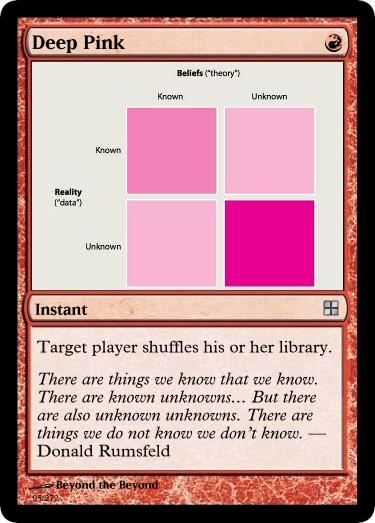 Deep Pink
Beliefs ("theory")
Known Unknown
Known
Reality
("data")
Unknown
Instant
Target player shuffles his or her library.
There are things we know that we know.
There are known unknowns... But there
are also unknown unknowns. There are
things we do not know we don't know. —
Donald Rumsfeld
Beyond the Beyond